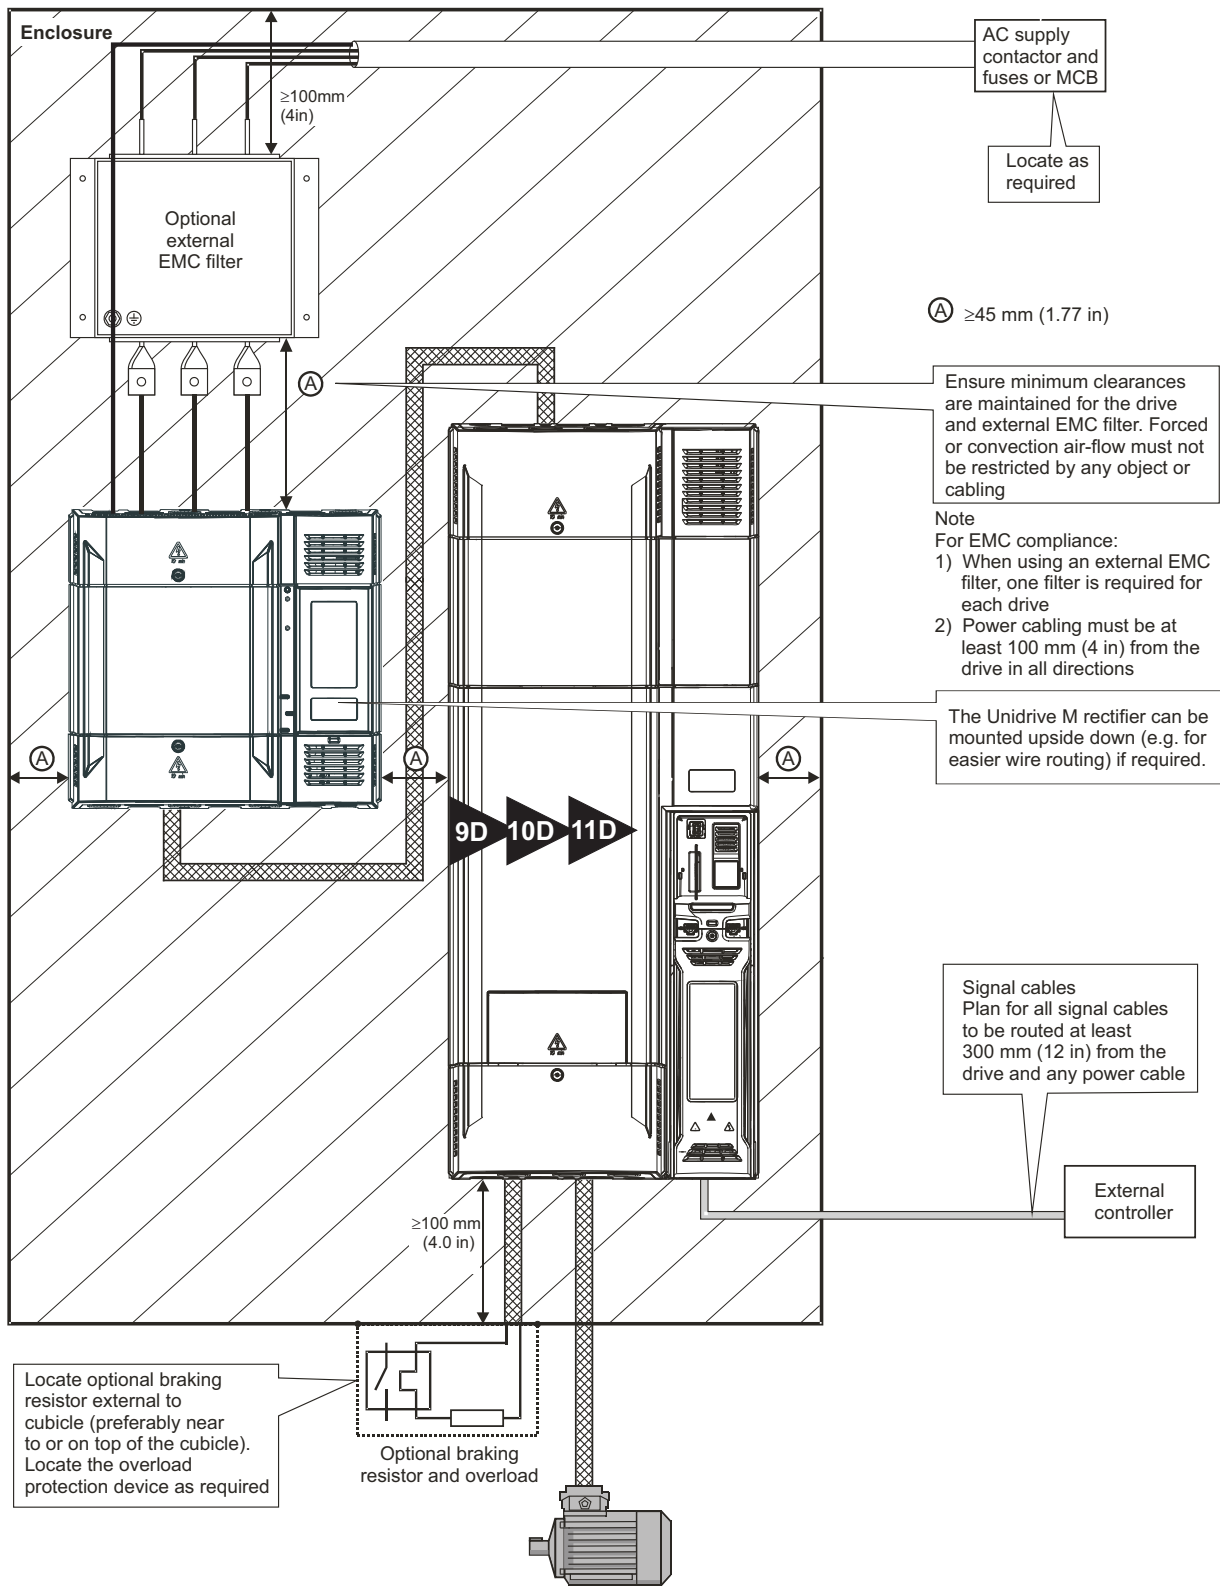 Enclosure
AC supply
contactor and
fuses or MCB
≥100mm
(4in)
Locate as
required
Optional
external
EMC filter
A ≥45 mm (1.77 in)
A
Ensure minimum clearances
are maintained for the drive
and external EMC filter. Forced
or convection air-flow must not
be restricted by any object or
cabling
Note
For EMC compliance:
1) When using an external EMC
filter, one filter is required for
each drive
2) Power cabling must be at
least 100 mm (4 in) from the
drive in all directions
The Unidrive M rectifier can be
mounted upside down (e.g. for
easier wire routing) if required.
A
A
A
9D 10D 11D
Signal cables
Plan for all signal cables
to be routed at least
300 mm (12 in) from the
drive and any power cable
External
controller
≥100 mm
(4.0 in)
Locate optional braking
resistor external to
cubicle (preferably near
to or on top of the cubicle).
Locate the overload
protection device as required
Optional braking
resistor and overload